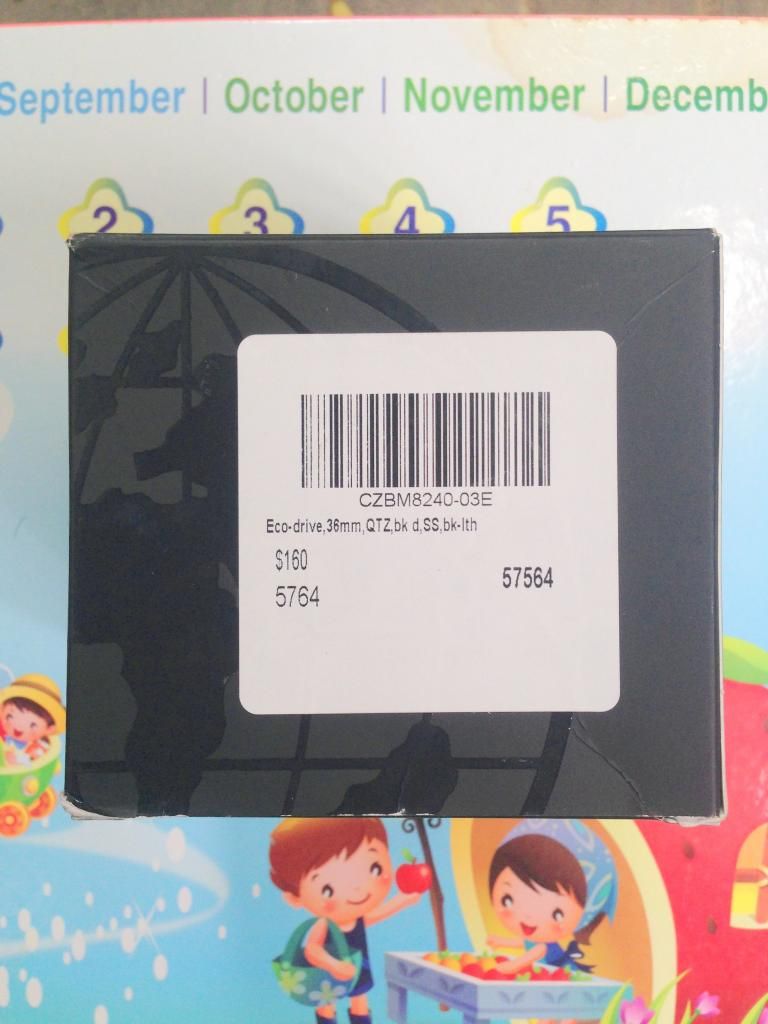 September | October | November | Decemb
2 3 4 5
CZBM8240-03E
Eco-drive,36mm,QTZ,bk d,SS,bk-lth
$160
5764 57564